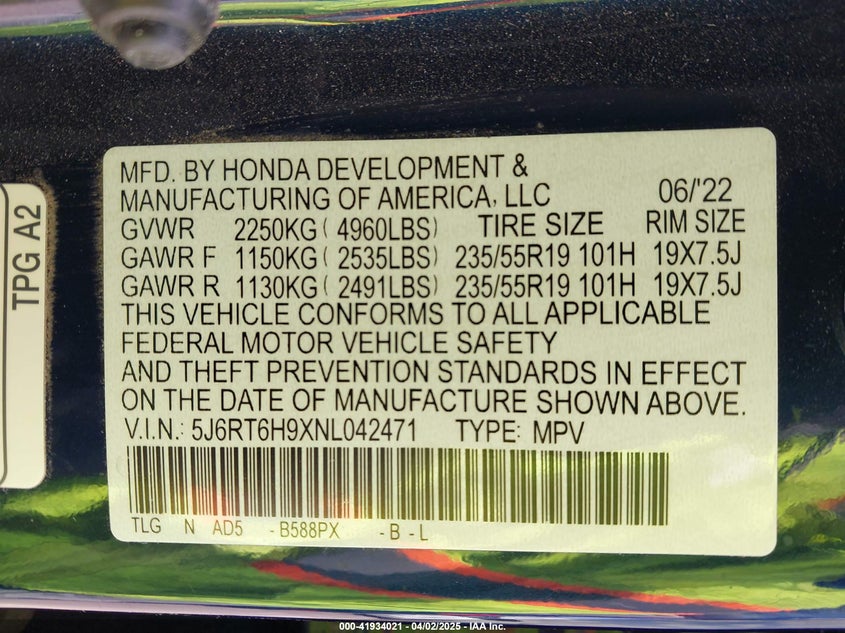 MFD. BY HONDA DEVELOPMENT &
MANUFACTURING OF AMERICA, LLC 06/'22
GVWR 2250KG ( 4960LBS) TIRE SIZE RIM SIZE
GAWR F 1150KG ( 2535LBS) 235/55R19 101H 19X7.5J
GAWR R 1130KG ( 2491LBS) 235/55R19 101H 19X7.5J
THIS VEHICLE CONFORMS TO ALL APPLICABLE
FEDERAL MOTOR VEHICLE SAFETY
AND THEFT PREVENTION STANDARDS IN EFFECT
ON THE DATE OF MANUFACTURE SHOWN ABOVE.
V.I.N.: 5J6RT6H9XNL042471 TYPE: MPV
TLG N AD5 -B588PX -B-L
TPG A2
000-41934021 - 04/02/2025 - IAA Inc.